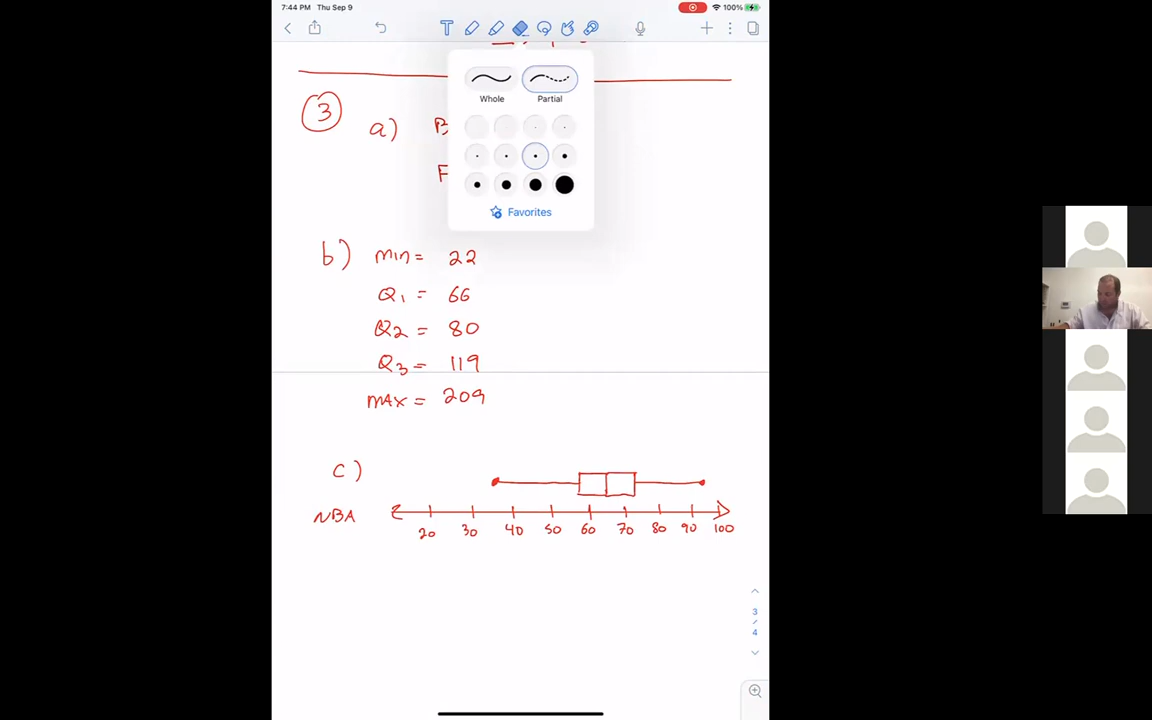 7:44 PM Thu Sep 9
100%
T
Whole Partial
Favorites
3
a) B
F
b) min = 22
Q1 = 66
Q2 = 80
Q3 = 119
MAX = 209
c)
NBA
20 30 40 50 60 70 80 90 100
3
/
4